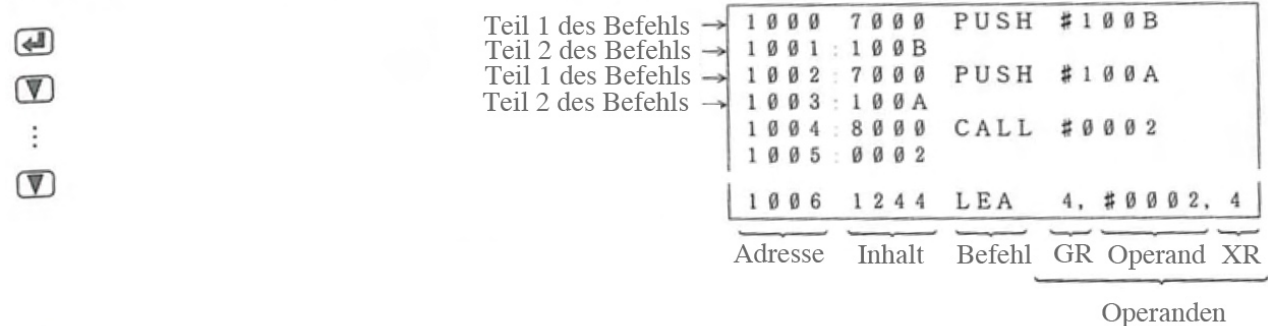 Teil 1 des Befehls → 1000 7000 PUSH #100B
Teil 2 des Befehls → 1001 : 100B
Teil 1 des Befehls → 1002 : 7000 PUSH #100A
Teil 2 des Befehls → 1003 : 100A
1004 : 8000 CALL #0002
1005 : 0002
1006 1244 LEA 4, #0002, 4
Adresse Inhalt Befehl GR Operand XR
Operanden